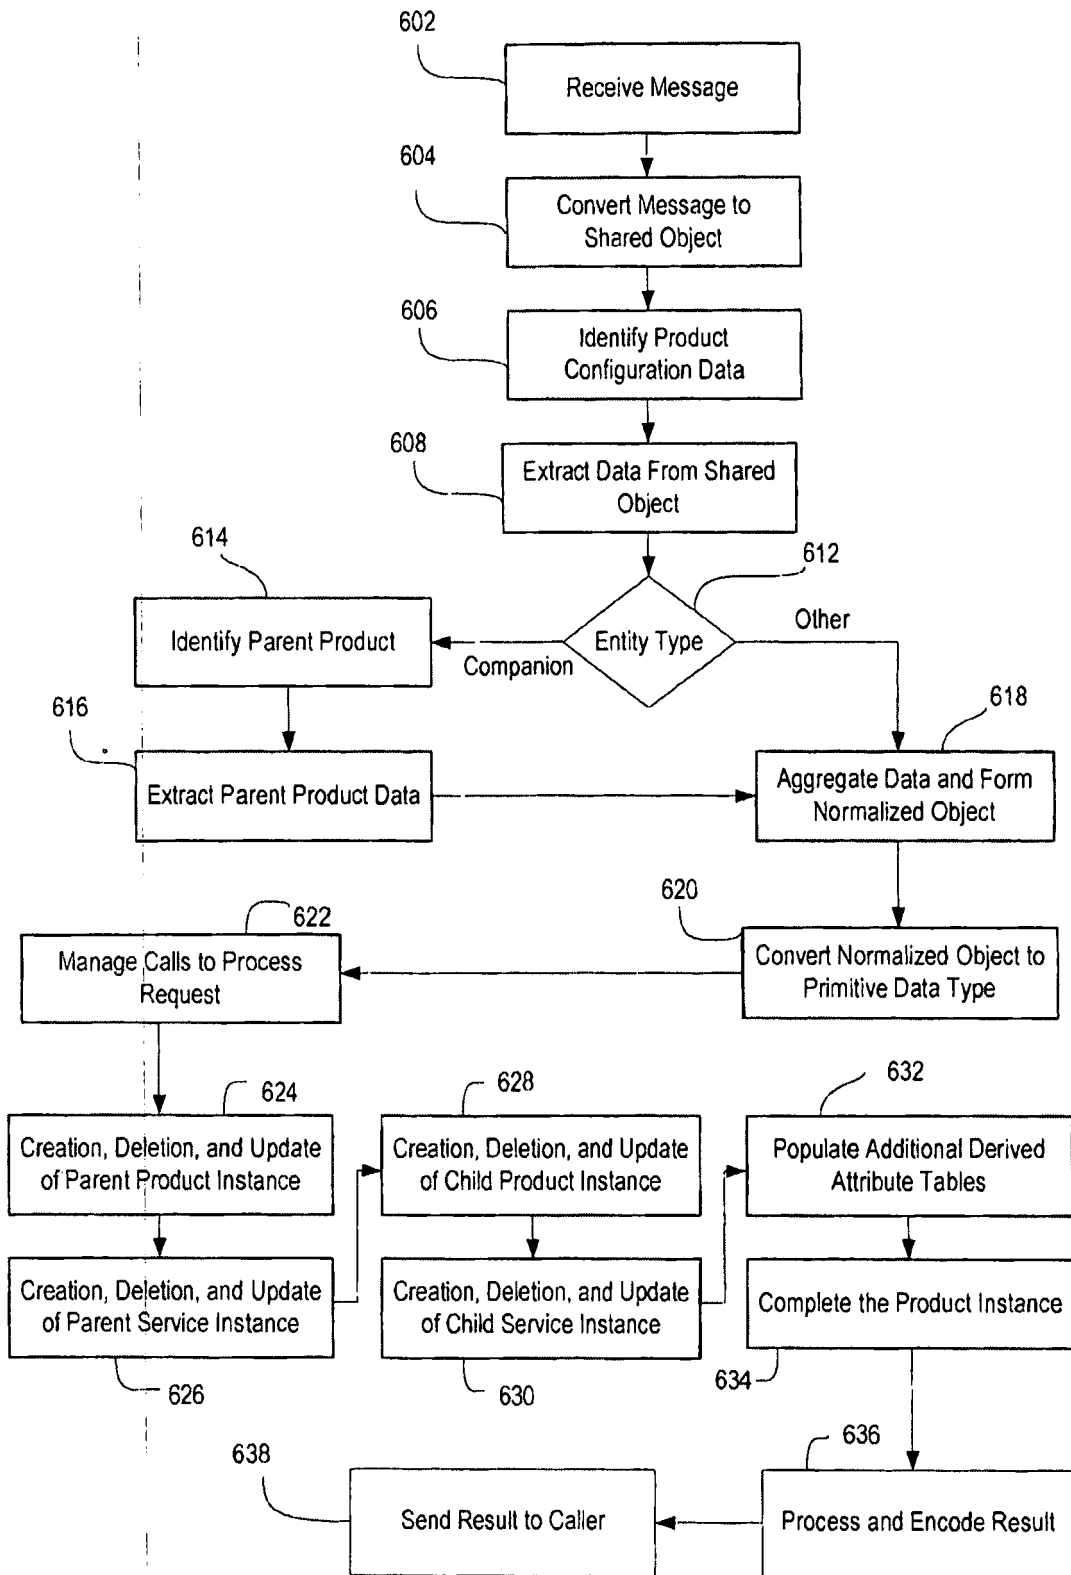 602
Receive Message
604
Convert Message to
Shared Object
606
Identify Product
Configuration Data
608
Extract Data From Shared
Object
612
Entity Type
Companion
Other
614
Identify Parent Product
616
Extract Parent Product Data
618
Aggregate Data and Form
Normalized Object
620
Convert Normalized Object to
Primitive Data Type
622
Manage Calls to Process
Request
624
Creation, Deletion, and Update
of Parent Product Instance
Creation, Deletion, and Update
of Parent Service Instance
626
628
Creation, Deletion, and Update
of Child Product Instance
Creation, Deletion, and Update
of Child Service Instance
630
632
Populate Additional Derived
Attribute Tables
Complete the Product Instance
634
636
Process and Encode Result
638
Send Result to Caller